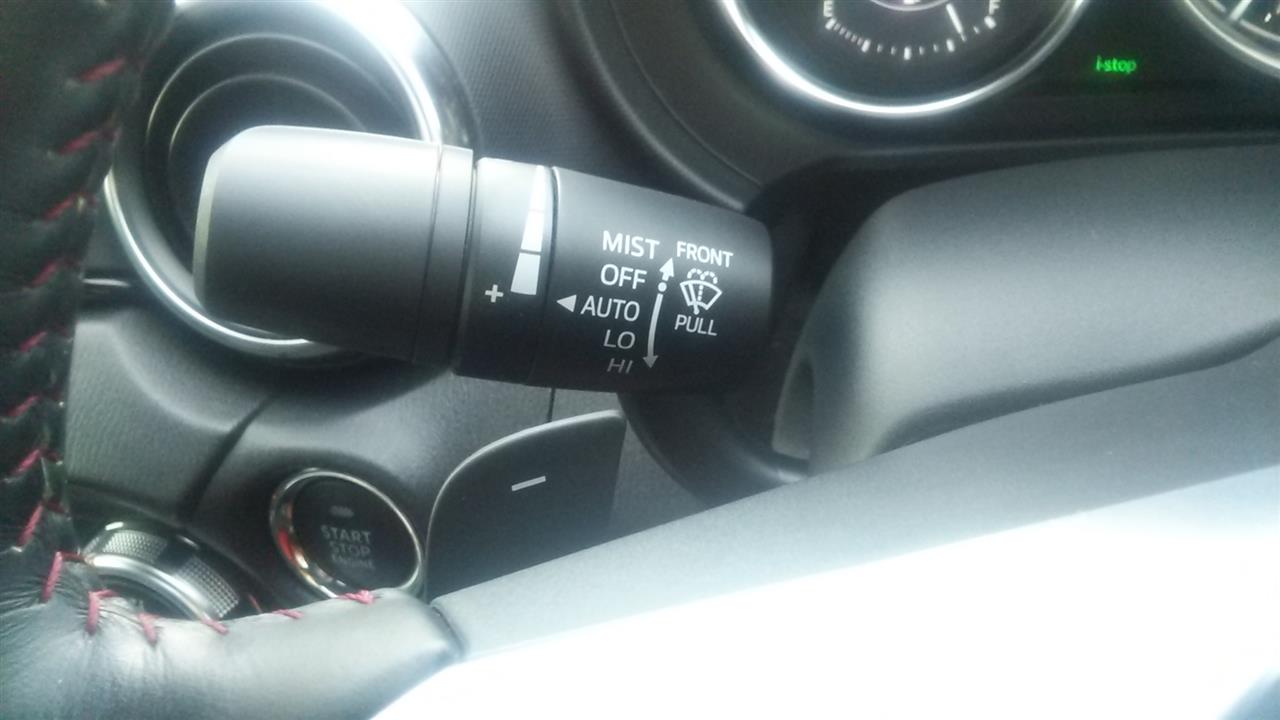 E F
i-stop
MIST FRONT
OFF
+ ◀ AUTO PULL
LO
HI
−
START
STOP
ENGINE